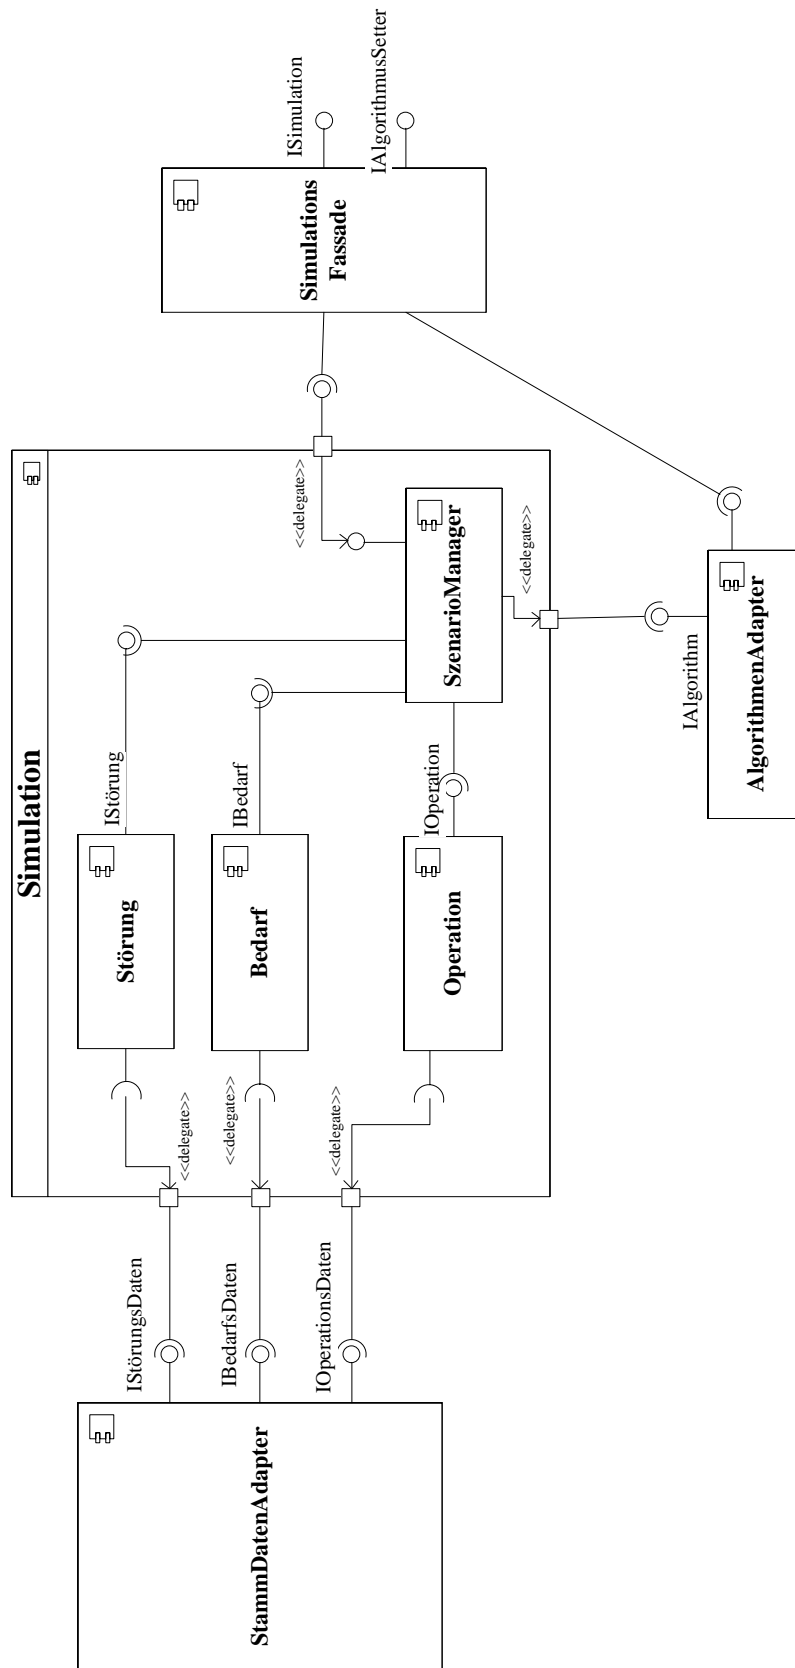 ISimulation
IAlgorithmusSetter
Simulations
Fassade
Simulation
<<delegate>>
SzenarioManager
<<delegate>>
IStörung
IBedarf
IOperation
IAlgorithm
AlgorithmenAdapter
Störung
Bedarf
Operation
<<delegate>>
<<delegate>>
<<delegate>>
IStörungsDaten
IBedarfsDaten
IOperationsDaten
StammDatenAdapter